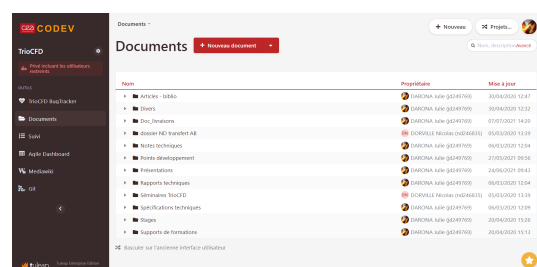 cea CODEV
TrioCFD
Privé incluant les utilisateurs restreints
OUTILS
TrioCFD BugTracker
Documents
Suivi
Agile Dashboard
Mediawiki
Git
tuleap Tuleap Enterprise Edition
Documents
+ Nouveau
Projets...
Documents
+ Nouveau document
Nom, description Avancé
Nom Propriétaire Mise à jour
Articles - biblio DARONA Julie (jd249769) 30/04/2020 12:47
Divers DARONA Julie (jd249769) 30/04/2020 12:32
Doc_livraisons DARONA Julie (jd249769) 07/07/2021 14:20
dossier ND transfert AB DORVILLE Nicolas (nd246835) 05/03/2020 13:39
Notes techniques DARONA Julie (jd249769) 06/03/2020 12:04
Points développement DARONA Julie (jd249769) 27/05/2021 09:56
Présentations DARONA Julie (jd249769) 24/06/2021 09:43
Rapports techniques DARONA Julie (jd249769) 06/03/2020 12:04
Séminaires TrioCFD DORVILLE Nicolas (nd246835) 05/03/2020 13:39
Spécifications techniques DARONA Julie (jd249769) 06/03/2020 12:09
Stages DARONA Julie (jd249769) 20/04/2020 15:26
Supports de formations DARONA Julie (jd249769) 20/04/2020 15:13
Basculer sur l'ancienne interface utilisateur